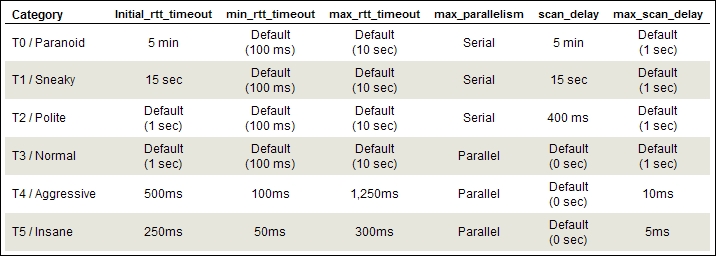 Category Initial_rtt_timeout min_rtt_timeout max_rtt_timeout max_parallelism scan_delay max_scan_delay
T0 / Paranoid 5 min Default (100 ms) Default (10 sec) Serial 5 min Default (1 sec)
T1 / Sneaky 15 sec Default (100 ms) Default (10 sec) Serial 15 sec Default (1 sec)
T2 / Polite Default (1 sec) Default (100 ms) Default (10 sec) Serial 400 ms Default (1 sec)
T3 / Normal Default (1 sec) Default (100 ms) Default (10 sec) Parallel Default (0 sec) Default (1 sec)
T4 / Aggressive 500ms 100ms 1,250ms Parallel Default (0 sec) 10ms
T5 / Insane 250ms 50ms 300ms Parallel Default (0 sec) 5ms